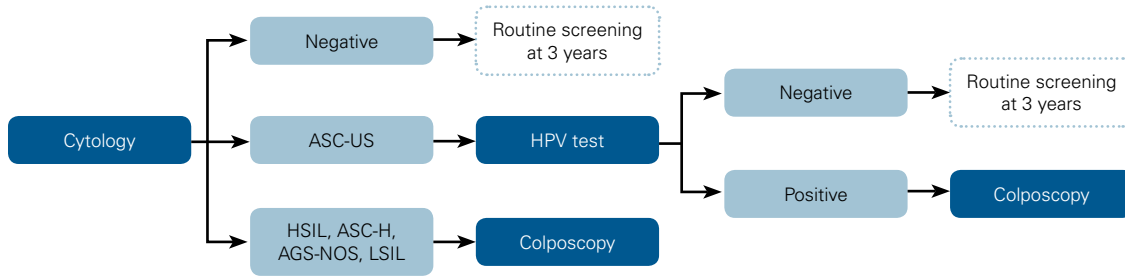 Cytology
Negative
Routine screening
at 3 years
ASC-US
HPV test
Negative
Routine screening
at 3 years
Positive
Colposcopy
HSIL, ASC-H,
AGS-NOS, LSIL
Colposcopy